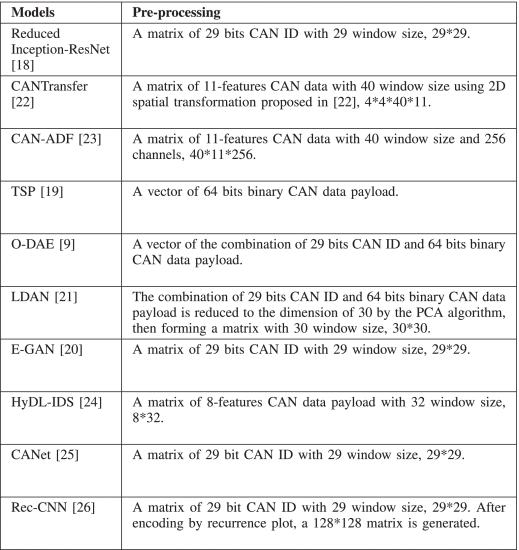 Models Pre-processing
Reduced A matrix of 29 bits CAN ID with 29 window size, 29*29.
Inception-ResNet
[18]
CANTransfer A matrix of 11-features CAN data with 40 window size using 2D
[22] spatial transformation proposed in [22], 4*4*40*11.
CAN-ADF [23] A matrix of 11-features CAN data with 40 window size and 256
channels, 40*11*256.
TSP [19] A vector of 64 bits binary CAN data payload.
O-DAE [9] A vector of the combination of 29 bits CAN ID and 64 bits binary
CAN data payload.
LDAN [21] The combination of 29 bits CAN ID and 64 bits binary CAN data
payload is reduced to the dimension of 30 by the PCA algorithm,
then forming a matrix with 30 window size, 30*30.
E-GAN [20] A matrix of 29 bits CAN ID with 29 window size, 29*29.
HyDL-IDS [24] A matrix of 8-features CAN data payload with 32 window size,
8*32.
CANet [25] A matrix of 29 bit CAN ID with 29 window size, 29*29.
Rec-CNN [26] A matrix of 29 bit CAN ID with 29 window size, 29*29. After
encoding by recurrence plot, a 128*128 matrix is generated.